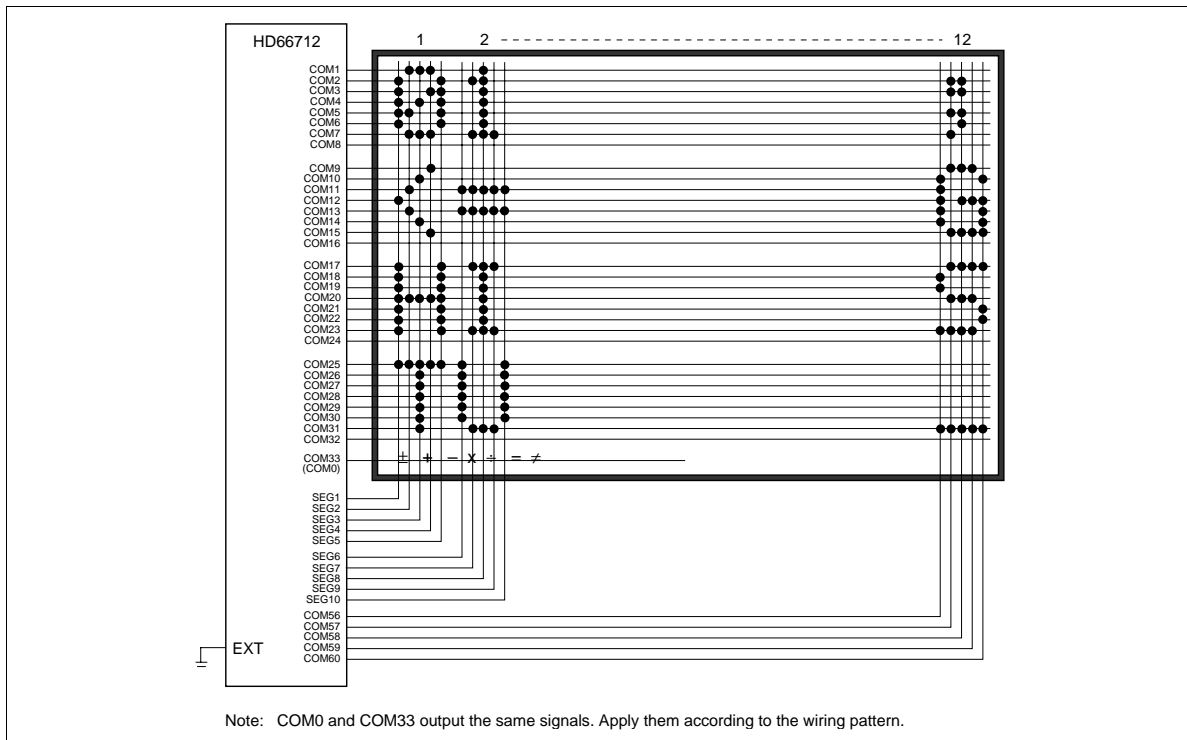 HD66712
1 2 12
COM1
COM2
COM3
COM4
COM5
COM6
COM7
COM8
COM9
COM10
COM11
COM12
COM13
COM14
COM15
COM16
COM17
COM18
COM19
COM20
COM21
COM22
COM23
COM24
COM25
COM26
COM27
COM28
COM29
COM30
COM31
COM32
COM33
(COM0)
± + − x ÷ = ≠
SEG1
SEG2
SEG3
SEG4
SEG5
SEG6
SEG7
SEG8
SEG9
SEG10
COM56
COM57
COM58
COM59
COM60
EXT
01 ;
<= G
HI S
TU _
Note: COM0 and COM33 output the same signals. Apply them according to the wiring pattern.